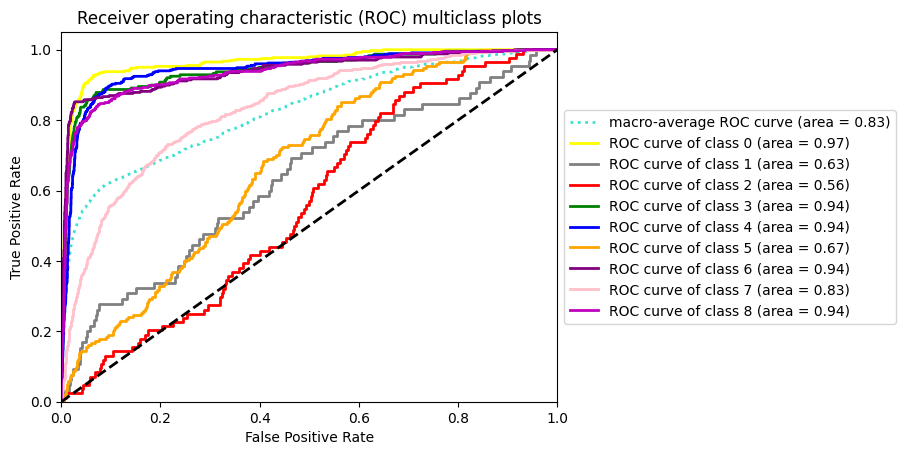 Receiver operating characteristic (ROC) multiclass plots
1.0
0.8
0.6
0.4
0.2
0.0
True Positive Rate
0.0 0.2 0.4 0.6 0.8 1.0
False Positive Rate
macro-average ROC curve (area = 0.83)
ROC curve of class 0 (area = 0.97)
ROC curve of class 1 (area = 0.63)
ROC curve of class 2 (area = 0.56)
ROC curve of class 3 (area = 0.94)
ROC curve of class 4 (area = 0.94)
ROC curve of class 5 (area = 0.67)
ROC curve of class 6 (area = 0.94)
ROC curve of class 7 (area = 0.83)
ROC curve of class 8 (area = 0.94)